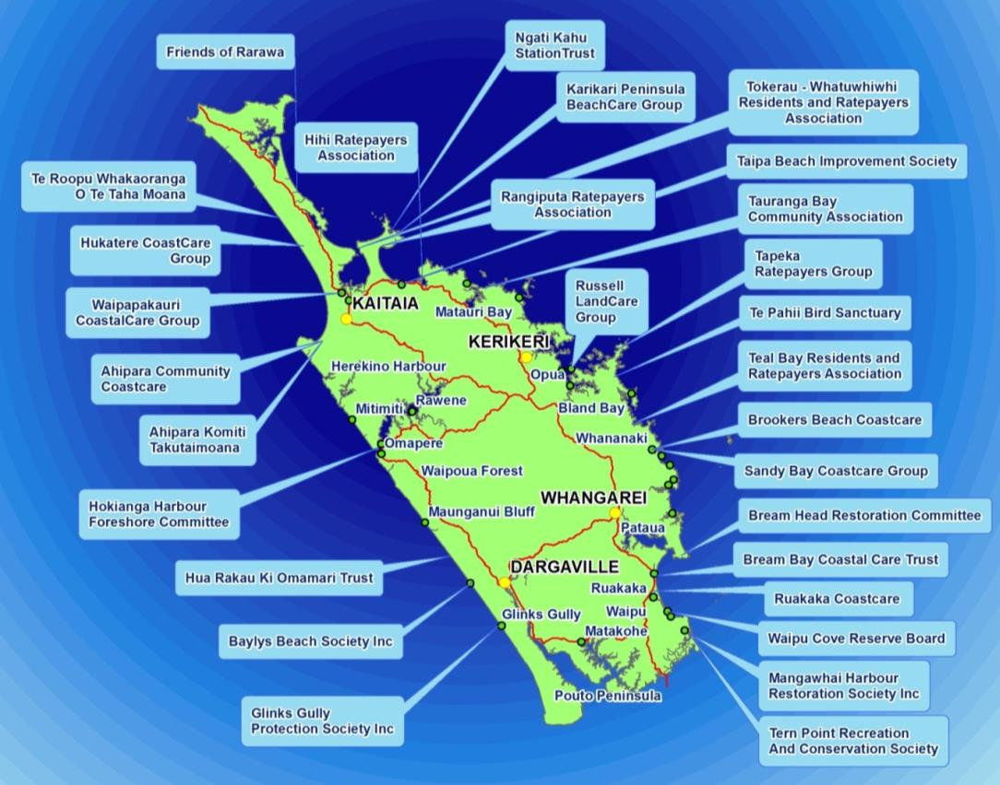 Friends of Rarawa
Ngati Kahu
StationTrust
Karikari Peninsula
BeachCare Group
Tokerau - Whatuwhiwhi
Residents and Ratepayers
Association
Hihi Ratepayers
Association
Taipa Beach Improvement Society
Te Roopu Whakaoranga
O Te Taha Moana
Rangiputa Ratepayers
Association
Tauranga Bay
Community Association
Hukatere CoastCare
Group
Tapeka
Ratepayers Group
Russell
LandCare
Group
Waipapakauri
CoastalCare Group
KAITAIA
Matauri Bay
Te Pahii Bird Sanctuary
KERIKERI
Ahipara Community
Coastcare
Herekino Harbour
Opua
Teal Bay Residents and
Ratepayers Association
Mitimiti
Rawene
Bland Bay
Brookers Beach Coastcare
Ahipara Komiti
Takutaimoana
Omapere
Whananaki
Waipoua Forest
Sandy Bay Coastcare Group
Hokianga Harbour
Foreshore Committee
Maunganui Bluff
WHANGAREI
Pataua
Bream Head Restoration Committee
Hua Rakau Ki Omamari Trust
DARGAVILLE
Bream Bay Coastal Care Trust
Ruakaka
Ruakaka Coastcare
Baylys Beach Society Inc
Glinks Gully
Waipu
Matakohe
Waipu Cove Reserve Board
Mangawhai Harbour
Restoration Society Inc
Pouto Peninsula
Glinks Gully
Protection Society Inc
Tern Point Recreation
And Conservation Society